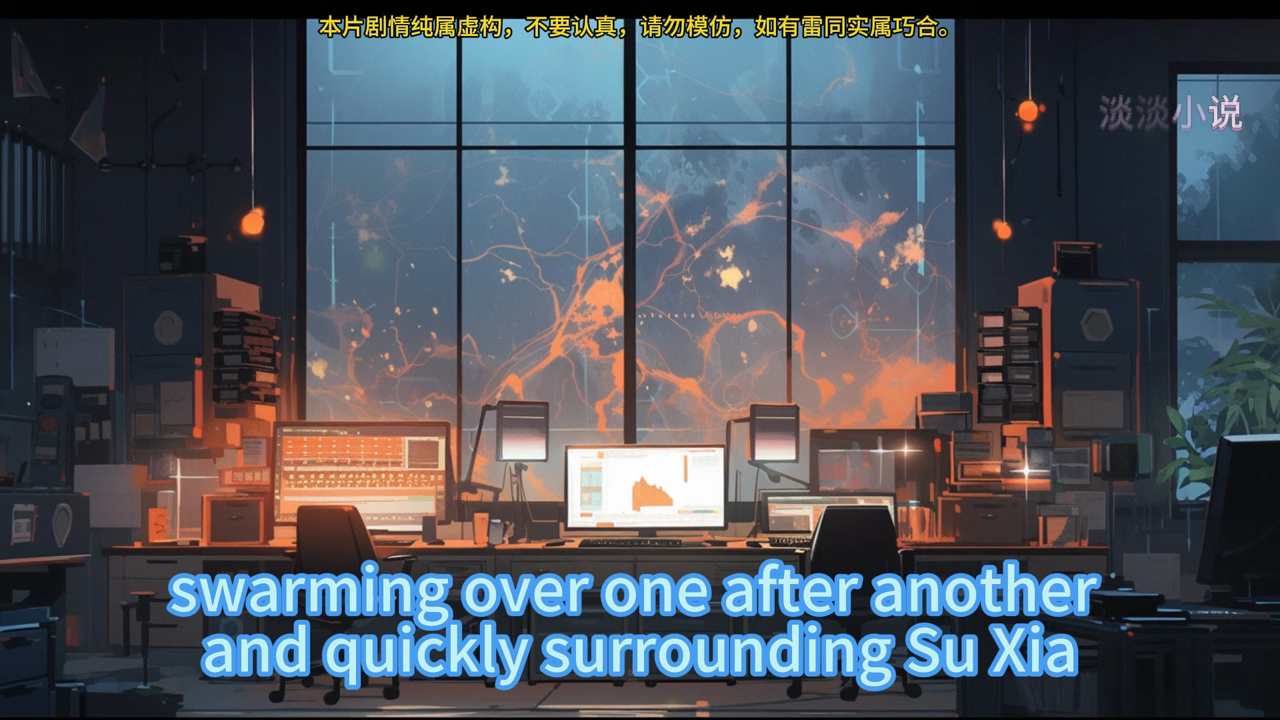 本片剧情纯属虚构，不要认真，请勿模仿，如有雷同实属巧合。
淡淡小说
swarming over one after another
and quickly surrounding Su Xia